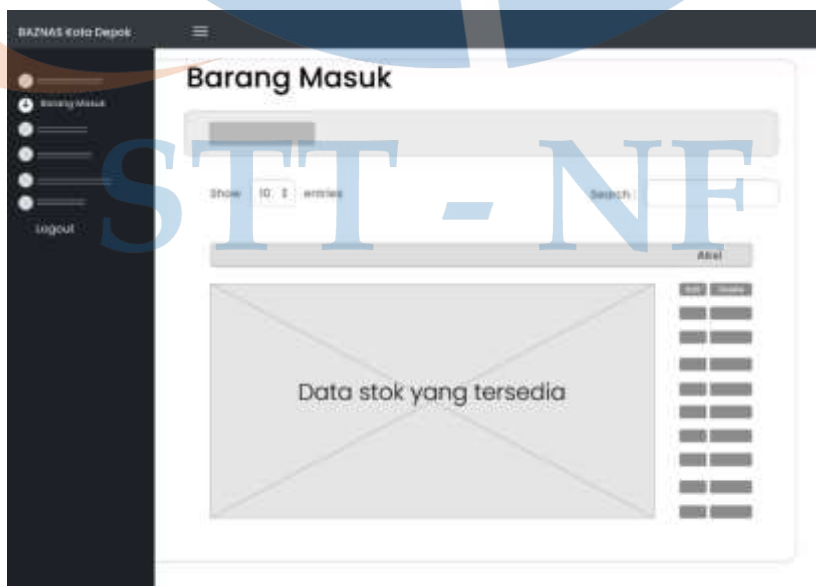 BAZNAS Kota Depok
Barang Masuk
Barang Masuk
Show 10 entries
Search :
STT - NF
Logout
Aksi
Edit Delete
Data stok yang tersedia